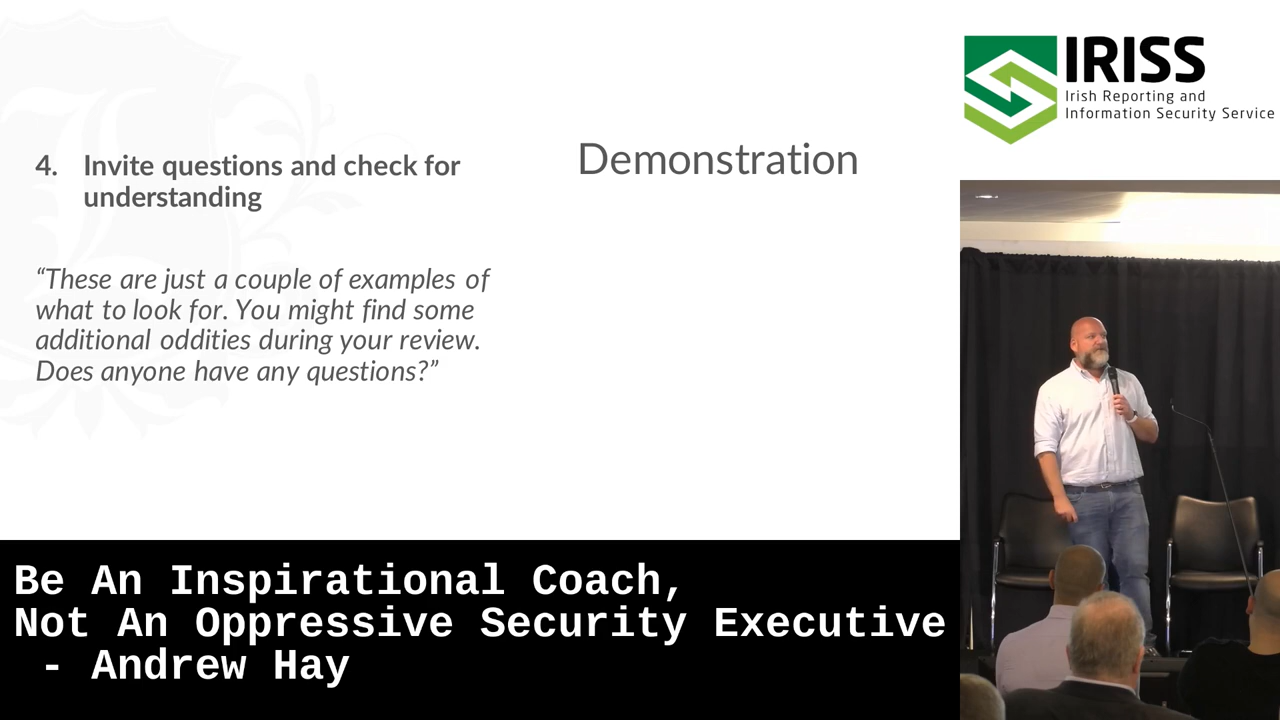 IRISS
Irish Reporting and
Information Security Service
Demonstration
4. Invite questions and check for
understanding
“These are just a couple of examples of
what to look for. You might find some
additional oddities during your review.
Does anyone have any questions?”
Be An Inspirational Coach,
Not An Oppressive Security Executive
- Andrew Hay